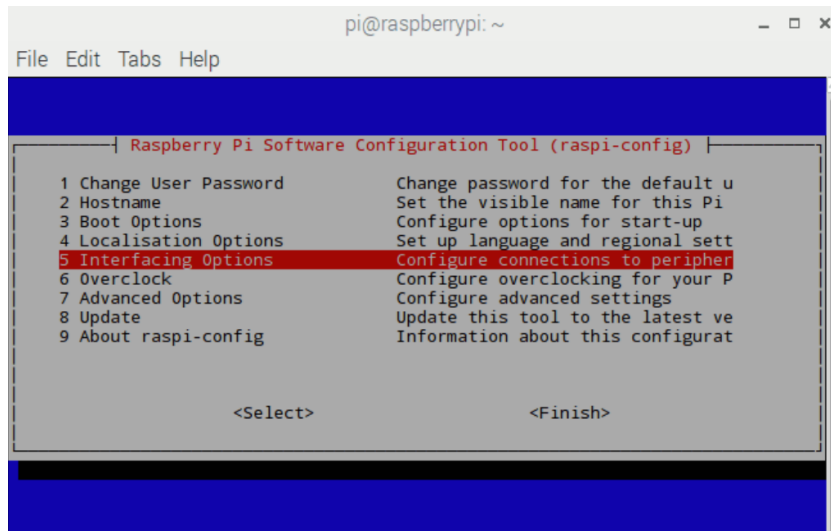 pi@raspberrypi: ~
File Edit Tabs Help
Raspberry Pi Software Configuration Tool (raspi-config)
1 Change User Password Change password for the default u
2 Hostname Set the visible name for this Pi
3 Boot Options Configure options for start-up
4 Localisation Options Set up language and regional sett
5 Interfacing Options Configure connections to peripher
6 Overclock Configure overclocking for your P
7 Advanced Options Configure advanced settings
8 Update Update this tool to the latest ve
9 About raspi-config Information about this configurat
<Select> <Finish>